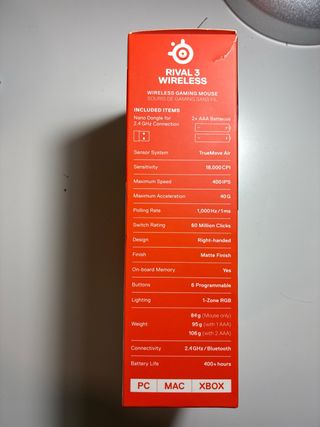 RIVAL 3
WIRELESS
WIRELESS GAMING MOUSE
SOURIS DE GAMING SANS FIL
INCLUDED ITEMS
Nano Dongle for
2.4 GHz Connection
2x AAA Batteries
Sensor System TrueMove Air
Sensitivity 18,000 CPI
Maximum Speed 400 IPS
Maximum Acceleration 40 G
Polling Rate 1,000 Hz / 1 ms
Switch Rating 60 Million Clicks
Design Right-handed
Finish Matte Finish
On-board Memory Yes
Buttons 6 Programmable
Lighting 1-Zone RGB
Weight
84 g (Mouse only)
95 g (with 1 AAA)
106 g (with 2 AAA)
Connectivity 2.4 GHz / Bluetooth
Battery Life 400+ hours
PC MAC XBOX